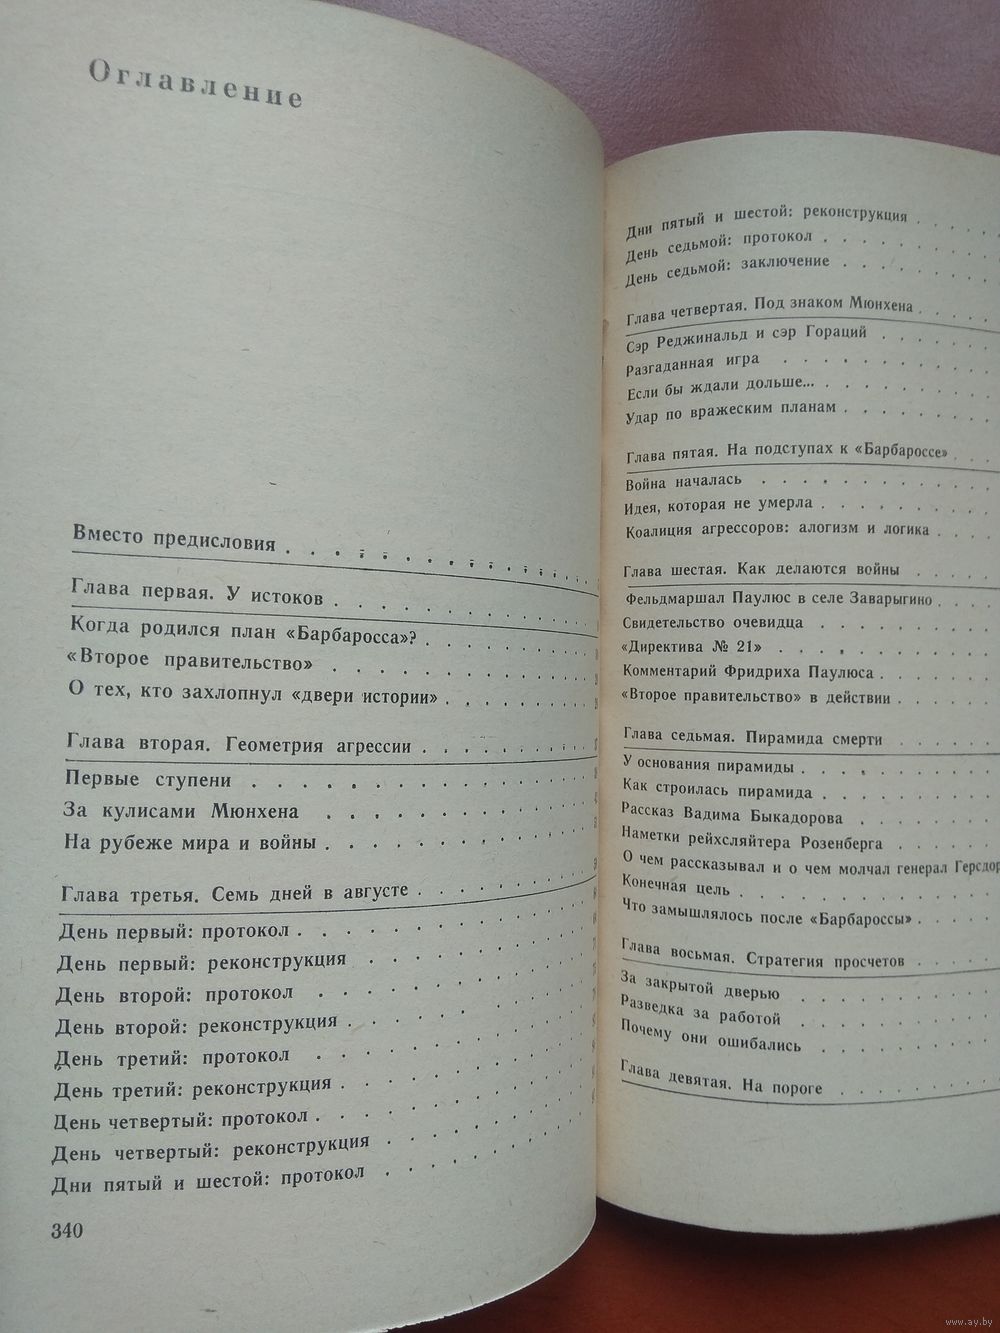 Оглавление
Вместо предисловия
Глава первая. У истоков
Когда родился план «Барбаросса»?
«Второе правительство»
О тех, кто захлопнул «двери истории»
Глава вторая. Геометрия агрессии
Первые ступени
За кулисами Мюнхена
На рубеже мира и войны
Глава третья. Семь дней в августе
День первый: протокол
День первый: реконструкция
День второй: протокол
День второй: реконструкция
День третий: протокол
День третий: реконструкция
День четвертый: протокол
День четвертый: реконструкция
Дни пятый и шестой: протокол
340
Дни пятый и шестой: реконструкция
День седьмой: протокол
День седьмой: заключение
Глава четвертая. Под знаком Мюнхена
Сэр Реджинальд и сэр Гораций
Разгаданная игра
Если бы ждали дольше...
Удар по вражеским планам
Глава пятая. На подступах к «Барбароссе»
Война началась
Идея, которая не умерла
Коалиция агрессоров: алогизм и логика
Глава шестая. Как делаются войны
Фельдмаршал Паулюс в селе Заварыгино
Свидетельство очевидца
«Директива № 21»
Комментарий Фридриха Паулюса
«Второе правительство» в действии
Глава седьмая. Пирамида смерти
У основания пирамиды
Как строилась пирамида
Рассказ Вадима Быкадорова
Наметки рейхсляйтера Розенберга
О чем рассказывал и о чем молчал генерал
Конечная цель
Что замышлялось после «Барбароссы»
Глава восьмая. Стратегия просчетов
За закрытой дверью
Разведка за работой
Почему они ошибались
Глава девятая. На пороге
www.ay.by